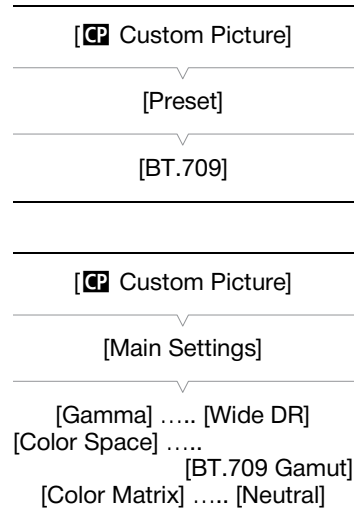 [CP Custom Picture]
[Preset]
[BT.709]
[CP Custom Picture]
[Main Settings]
[Gamma] ..... [Wide DR]
[Color Space] .....
[BT.709 Gamut]
[Color Matrix] ..... [Neutral]